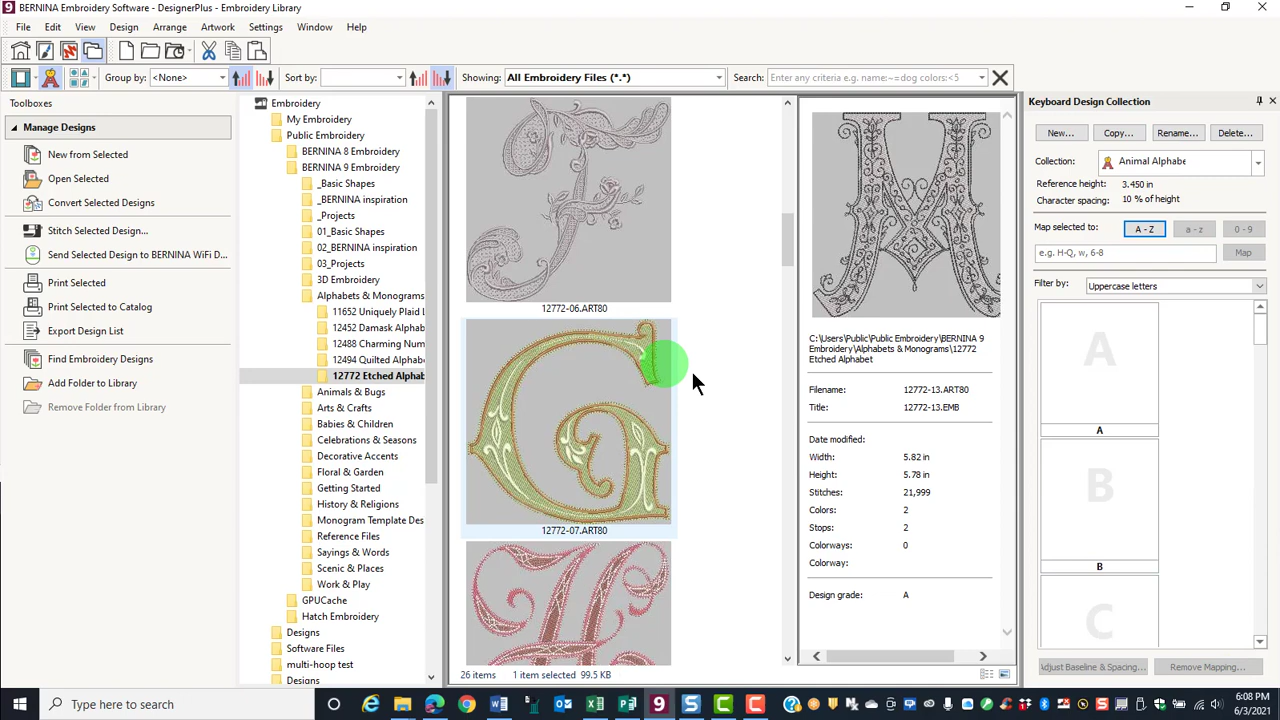 BERNINA Embroidery Software - DesignerPlus - Embroidery Library
File Edit View Design Arrange Artwork Settings Window Help
Group by: <None> Sort by: Showing: All Embroidery Files (*.*) Search: Enter any criteria e.g. name:~=dog colors:<5
Toolboxes
Manage Designs
New from Selected
Open Selected
Convert Selected Designs
Stitch Selected Design...
Send Selected Design to BERNINA WiFi D...
Print Selected
Print Selected to Catalog
Export Design List
Find Embroidery Designs
Add Folder to Library
Remove Folder from Library
Embroidery
My Embroidery
Public Embroidery
BERNINA 8 Embroidery
BERNINA 9 Embroidery
_Basic Shapes
_BERNINA inspiration
_Projects
01_Basic Shapes
02_BERNINA inspiration
03_Projects
3D Embroidery
Alphabets & Monograms
11652 Uniquely Plaid L
12452 Damask Alphab
12488 Charming Num
12494 Quilted Alphab
12772 Etched Alphab
Animals & Bugs
Arts & Crafts
Babies & Children
Celebrations & Seasons
Decorative Accents
Floral & Garden
Getting Started
History & Religions
Monogram Template Des
Reference Files
Sayings & Words
Scenic & Places
Work & Play
GPUCache
Hatch Embroidery
Designs
Software Files
multi-hoop test
Designs
12772-06.ART80
G
12772-07.ART80
H
26 items 1 item selected 99.5 KB
M
C:\Users\Public\Public Embroidery\BERNINA 9
Embroidery\Alphabets & Monograms\12772
Etched Alphabet
Filename: 12772-13.ART80
Title: 12772-13.EMB
Date modified:
Width: 5.82 in
Height: 5.78 in
Stitches: 21,999
Colors: 2
Stops: 2
Colorways: 0
Colorway:
Design grade: A
Keyboard Design Collection
New... Copy... Rename... Delete...
Collection: Animal Alphabe
Reference height: 3.450 in
Character spacing: 10 % of height
Map selected to: A - Z a - z 0 - 9
e.g. H-Q, w, 6-8 Map
Filter by: Uppercase letters
A
A
B
B
C
Adjust Baseline & Spacing... Remove Mapping...
Type here to search
6:08 PM
6/3/2021